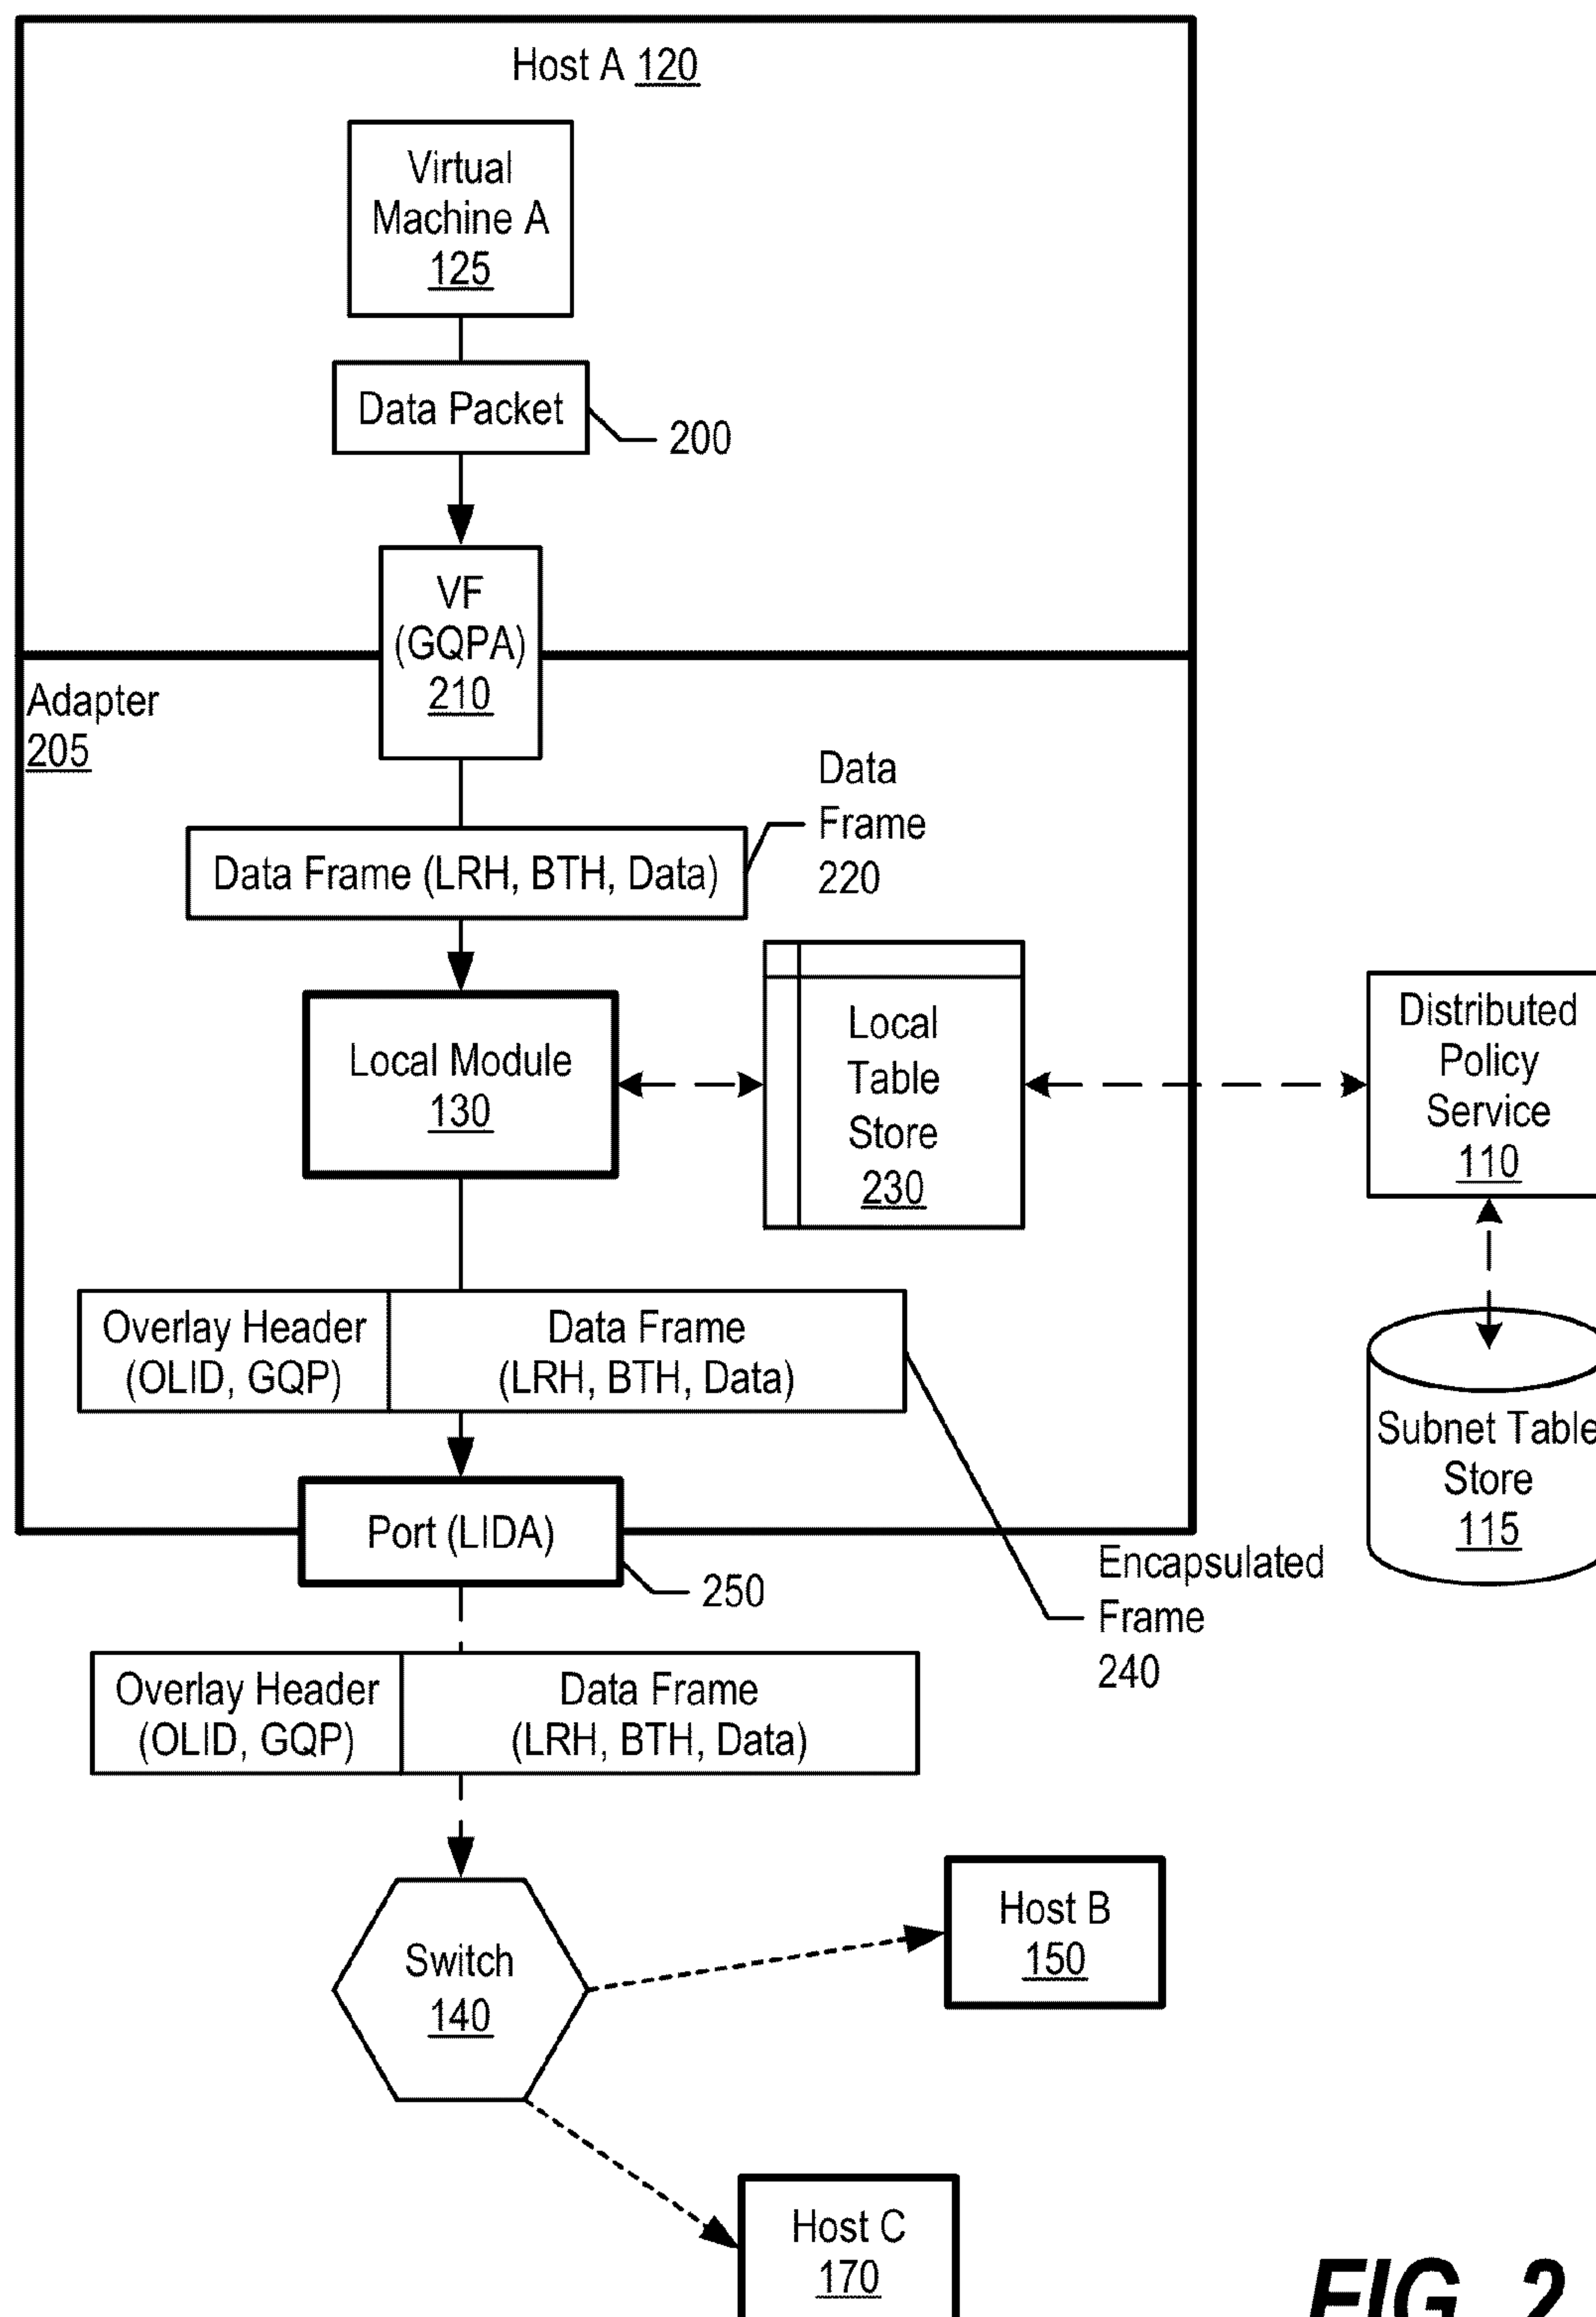 Host A 120
Virtual
Machine A
125
Data Packet
200
VF
(GQPA)
210
Adapter
205
Data
Frame
220
Data Frame (LRH, BTH, Data)
Local Module
130
Local
Table
Store
230
Distributed
Policy
Service
110
Overlay Header
(OLID, GQP)
Data Frame
(LRH, BTH, Data)
Subnet Table
Store
115
Port (LIDA)
250
Encapsulated
Frame
240
Overlay Header
(OLID, GQP)
Data Frame
(LRH, BTH, Data)
Switch
140
Host B
150
Host C
170
FIG. 2